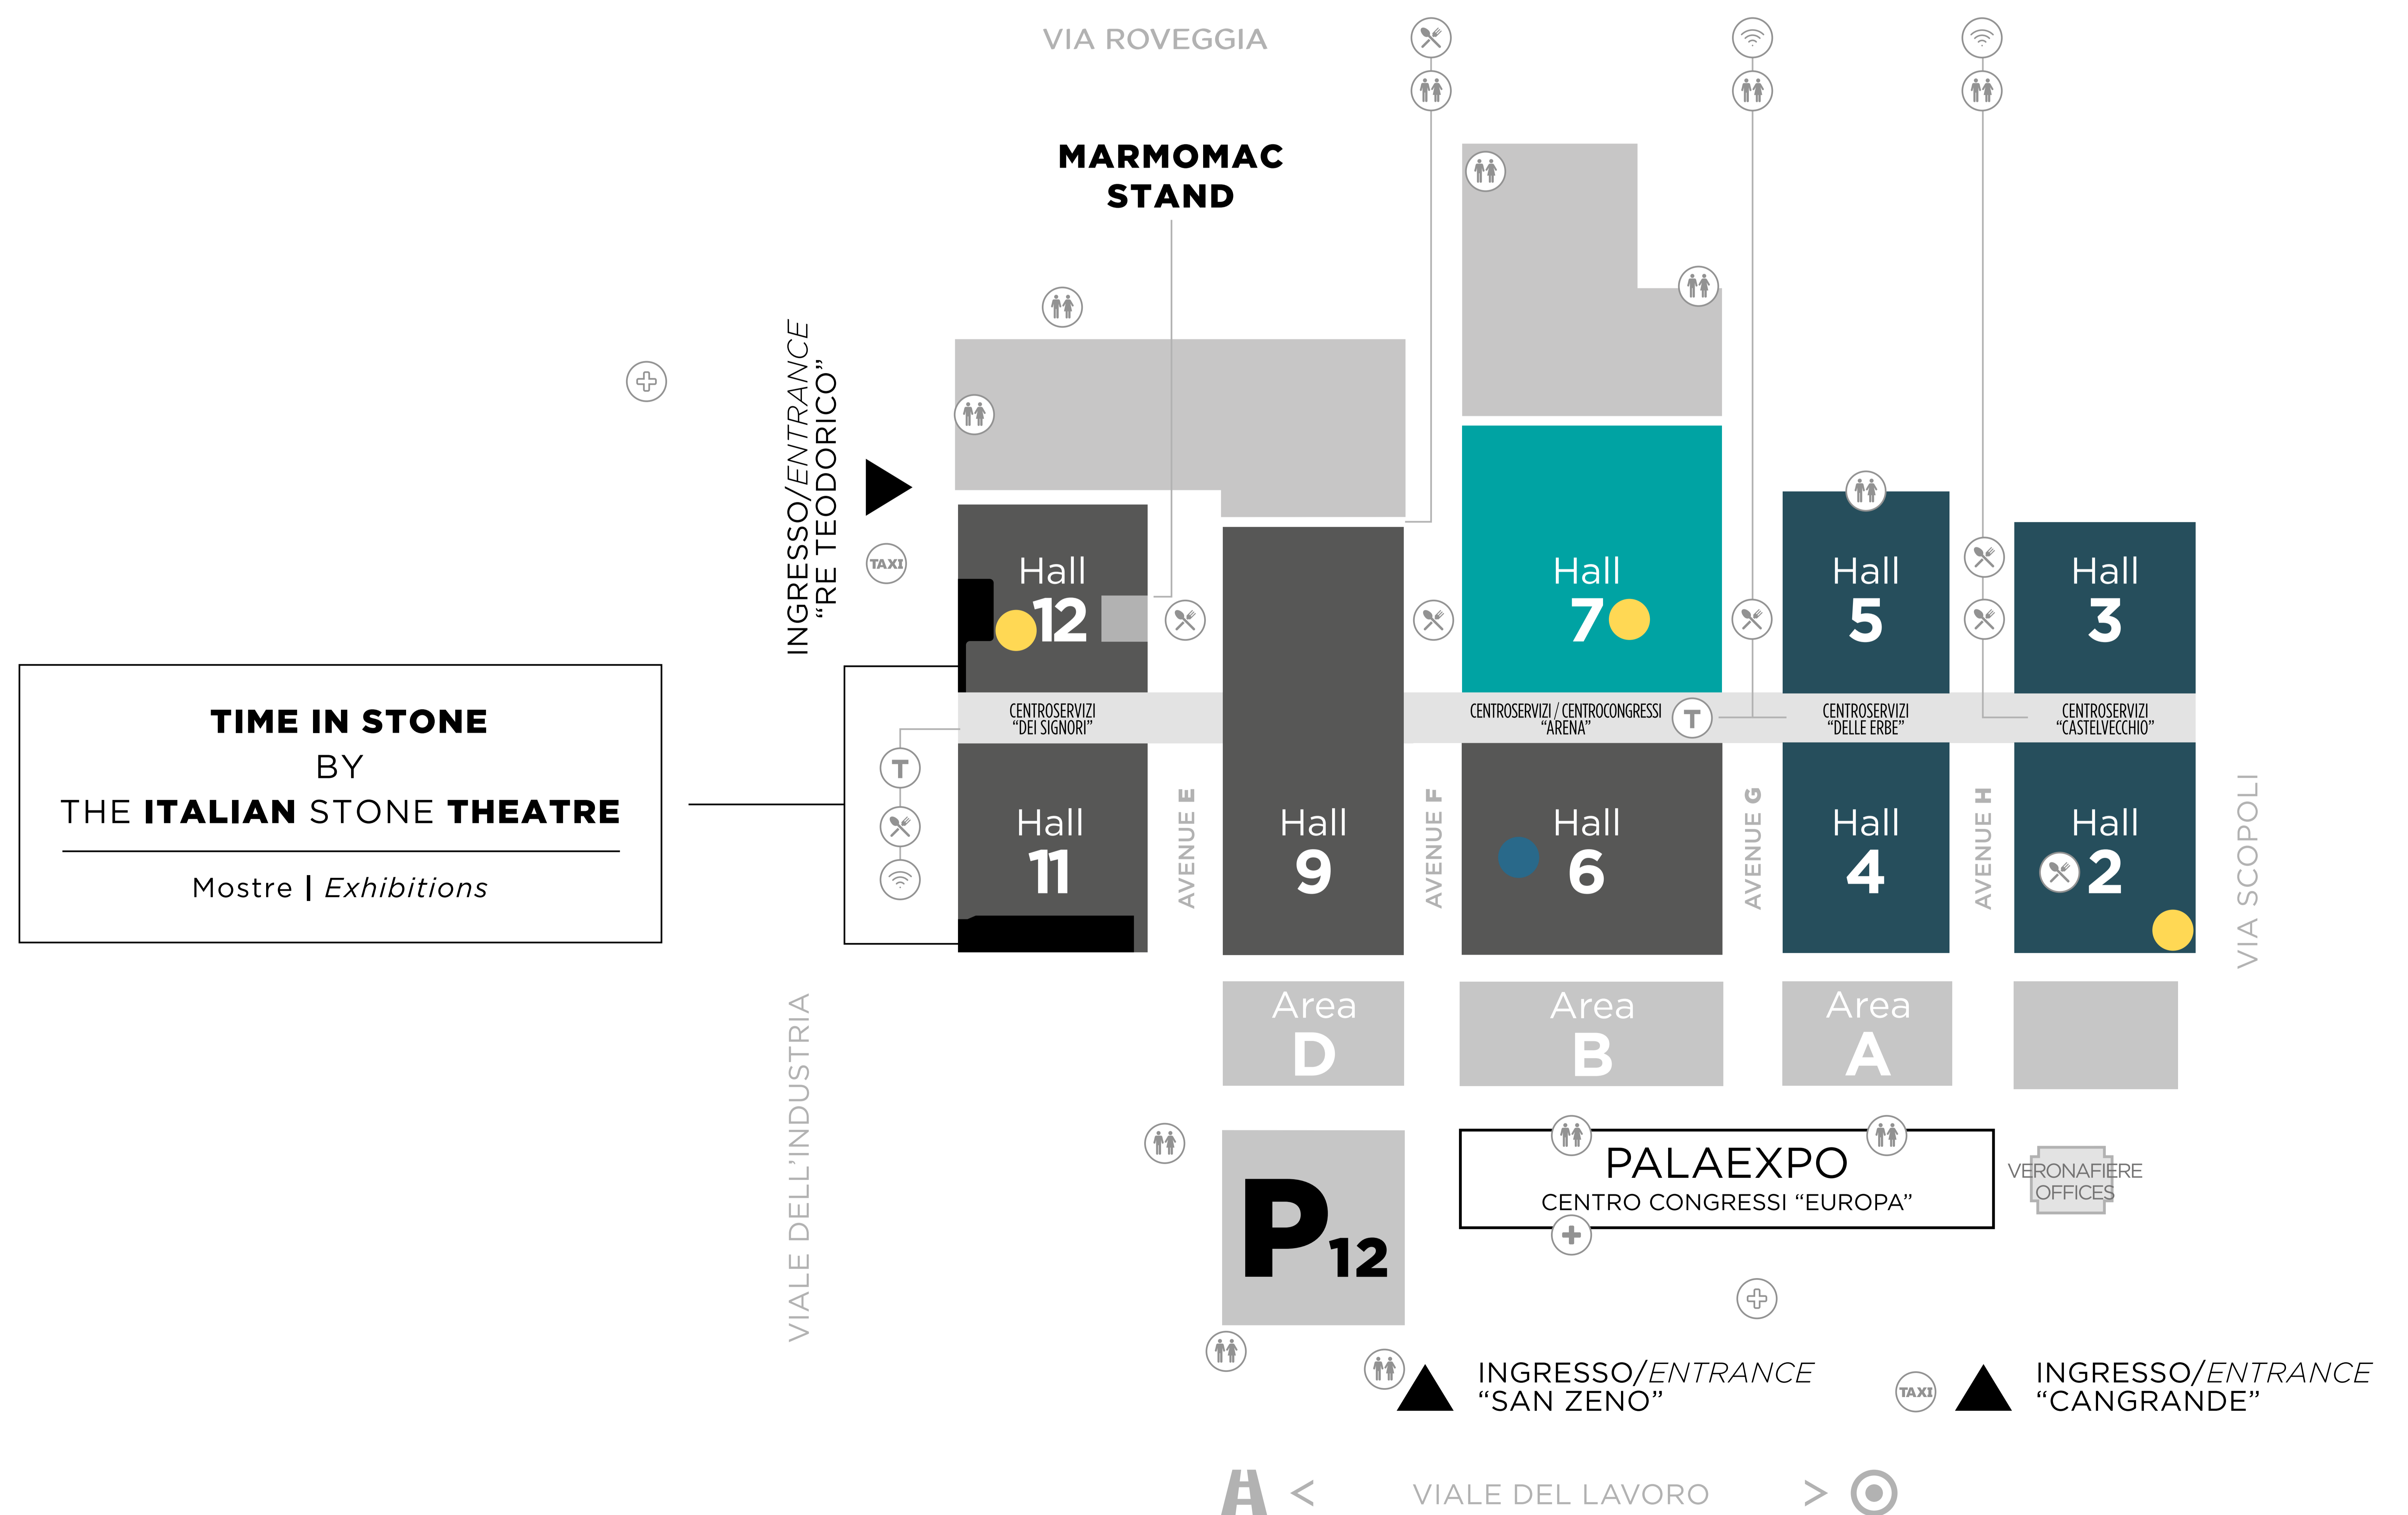 VIA ROVEGGIA
MARMOMAC
STAND
INGRESSO/ENTRANCE
“RE TEODORICO”
TAXI
Hall
12
Hall
7
Hall
5
Hall
3
TIME IN STONE
BY
THE ITALIAN STONE THEATRE
Mostre | Exhibitions
CENTROSERVIZI
“DEI SIGNORI”
CENTROSERVIZI / CENTROCONGRESSI
“ARENA”
T
CENTROSERVIZI
“DELLE ERBE”
CENTROSERVIZI
“CASTELVECCHIO”
T
Hall
11
AVENUE E
Hall
9
AVENUE F
Hall
6
AVENUE G
Hall
4
AVENUE H
Hall
2
VIA SCOPOLI
VIALE DELL’INDUSTRIA
Area
D
Area
B
Area
A
P12
PALAEXPO
CENTRO CONGRESSI “EUROPA”
VERONAFIERE
OFFICES
INGRESSO/ENTRANCE
“SAN ZENO”
TAXI
INGRESSO/ENTRANCE
“CANGRANDE”
< VIALE DEL LAVORO >